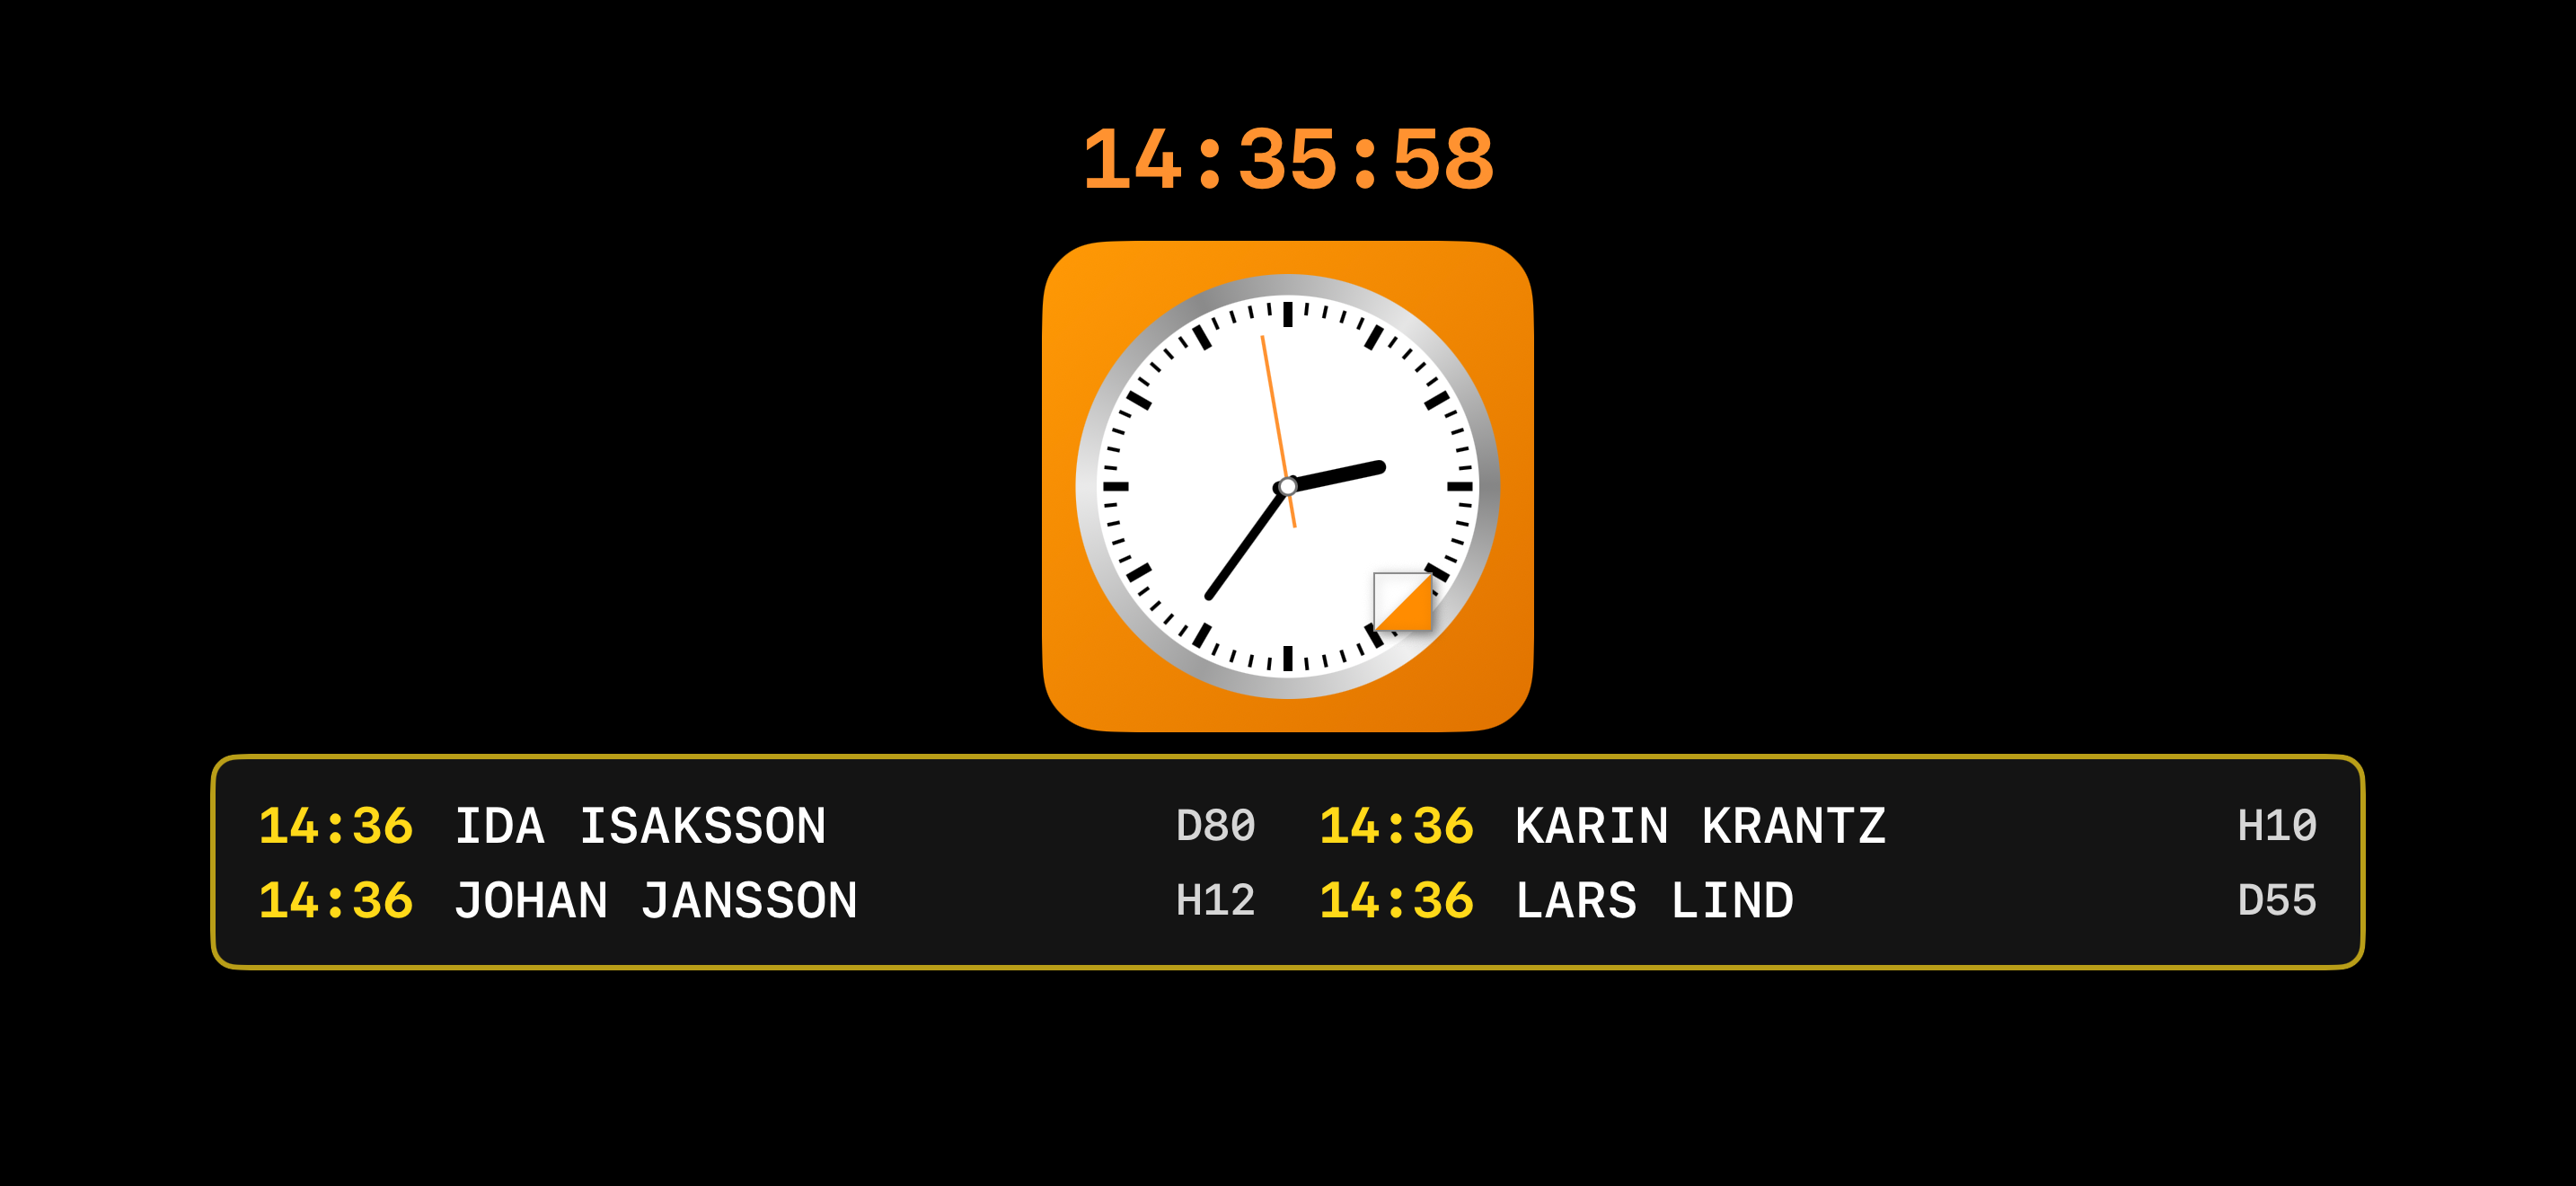 14:35:58
14:36 IDA ISAKSSON D80
14:36 JOHAN JANSSON H12
14:36 KARIN KRANTZ H10
14:36 LARS LIND D55